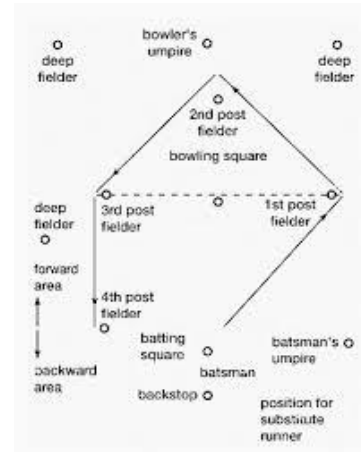 bowler's
umpire
deep
fielder
deep
fielder
2nd post
fielder
bowling square
deep
fielder
3rd post
fielder
1st post
fielder
forward
area
4th post
fielder
backward
area
batting
square
batsman
batsman's
umpire
backstop
position for
substitute
runner